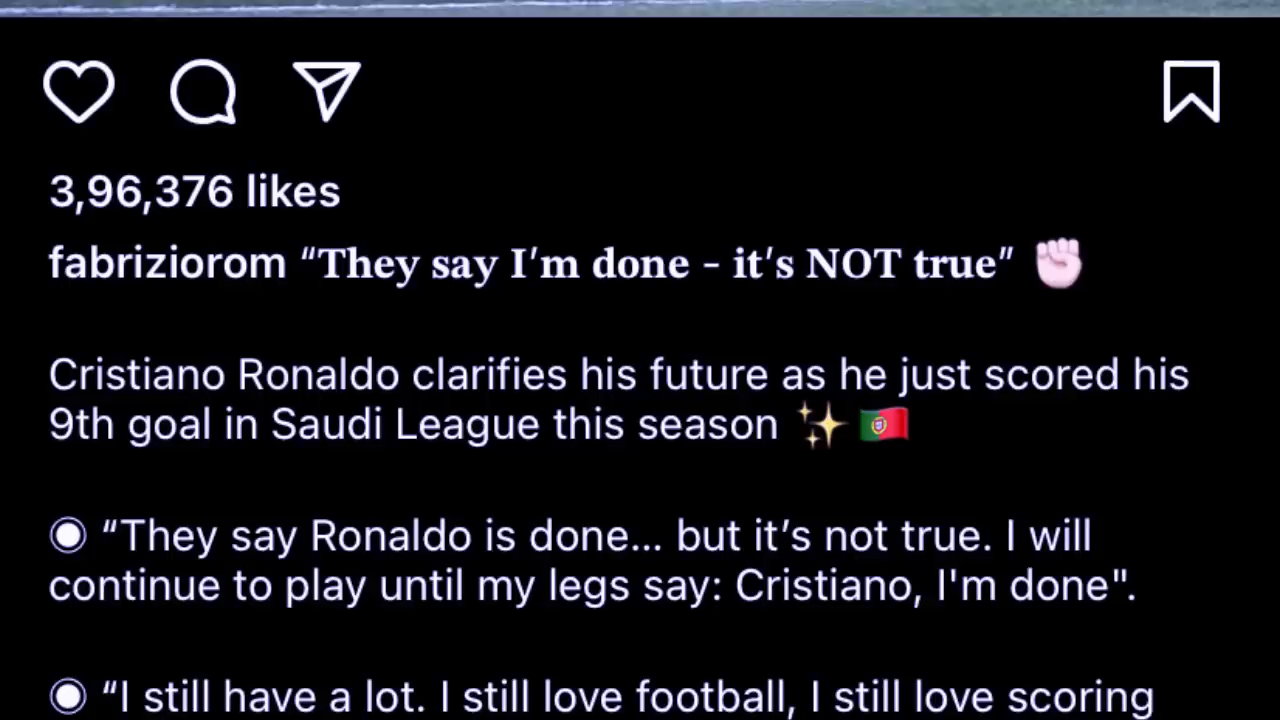 3,96,376 likes
fabriziorom “They say I’m done - it’s NOT true” ✊🏻
Cristiano Ronaldo clarifies his future as he just scored his
9th goal in Saudi League this season ✨🇵🇹
◉ “They say Ronaldo is done… but it’s not true. I will
continue to play until my legs say: Cristiano, I'm done".
◉ “I still have a lot. I still love football, I still love scoring